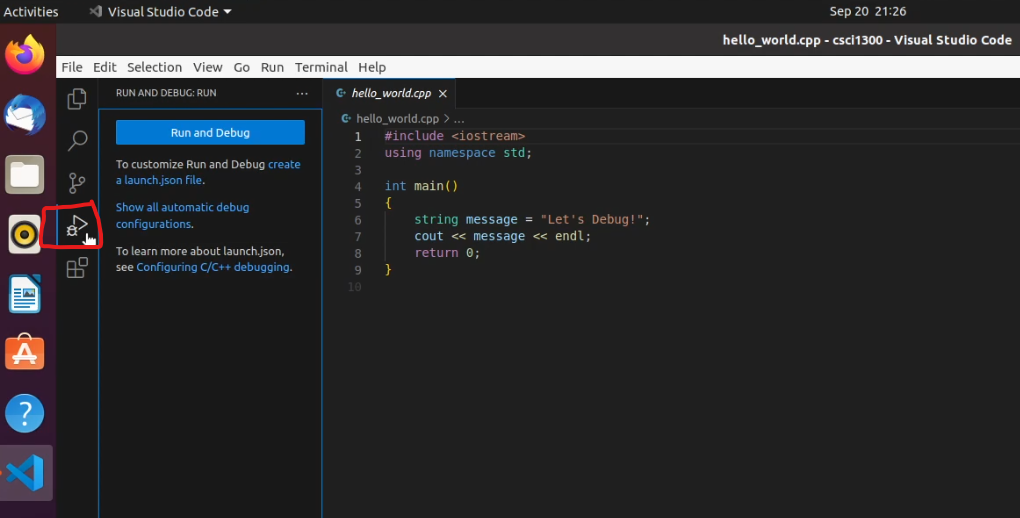 Activities
Visual Studio Code
Sep 20 21:26
hello_world.cpp - csci1300 - Visual Studio Code
File Edit Selection View Go Run Terminal Help
RUN AND DEBUG: RUN
...
hello_world.cpp
hello_world.cpp > ...
Run and Debug
To customize Run and Debug create
a launch.json file.
Show all automatic debug
configurations.
To learn more about launch.json,
see Configuring C/C++ debugging.
1 #include <iostream>
2 using namespace std;
3
4 int main()
5 {
6 string message = "Let's Debug!";
7 cout << message << endl;
8 return 0;
9 }
10
?